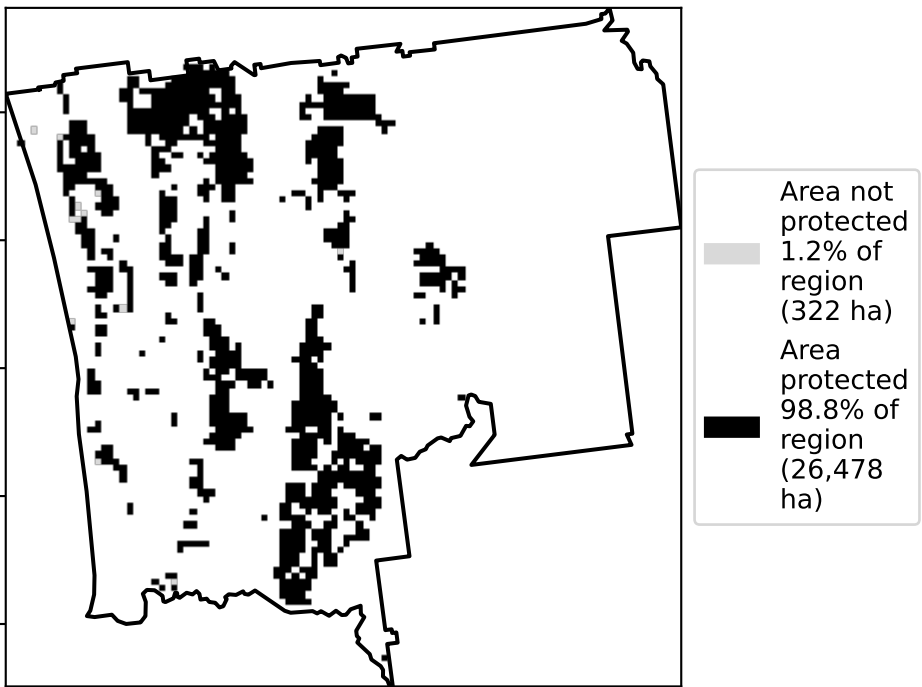 Area not
protected
1.2% of
region
(322 ha)
Area
protected
98.8% of
region
(26,478
ha)